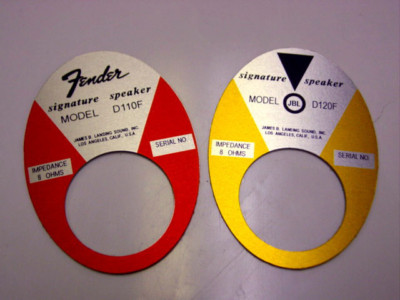 Fender
signature speaker
MODEL D110F
JAMES B. LANSING SOUND, INC.
LOS ANGELES, CALIF., U.S.A.
IMPEDANCE
8 OHMS
SERIAL NO
signature speaker
MODEL JBL D120F
JAMES B. LANSING SOUND, INC.
LOS ANGELES, CALIF., U.S.A.
IMPEDANCE
8 OHMS
SERIAL NO